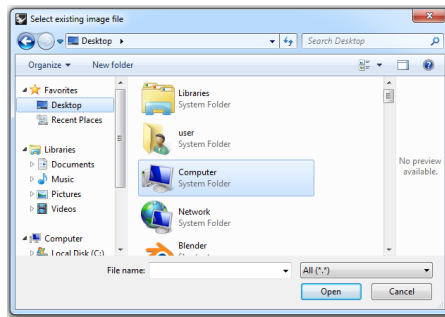 Select existing image file
Desktop
Search Desktop
Organize
New folder
Favorites
Desktop
Recent Places
Libraries
Documents
Music
Pictures
Videos
Computer
Local Disk (C:)
Libraries
System Folder
user
System Folder
Computer
System Folder
Network
System Folder
Blender
No preview
available.
File name:
All (*.*)
Open
Cancel